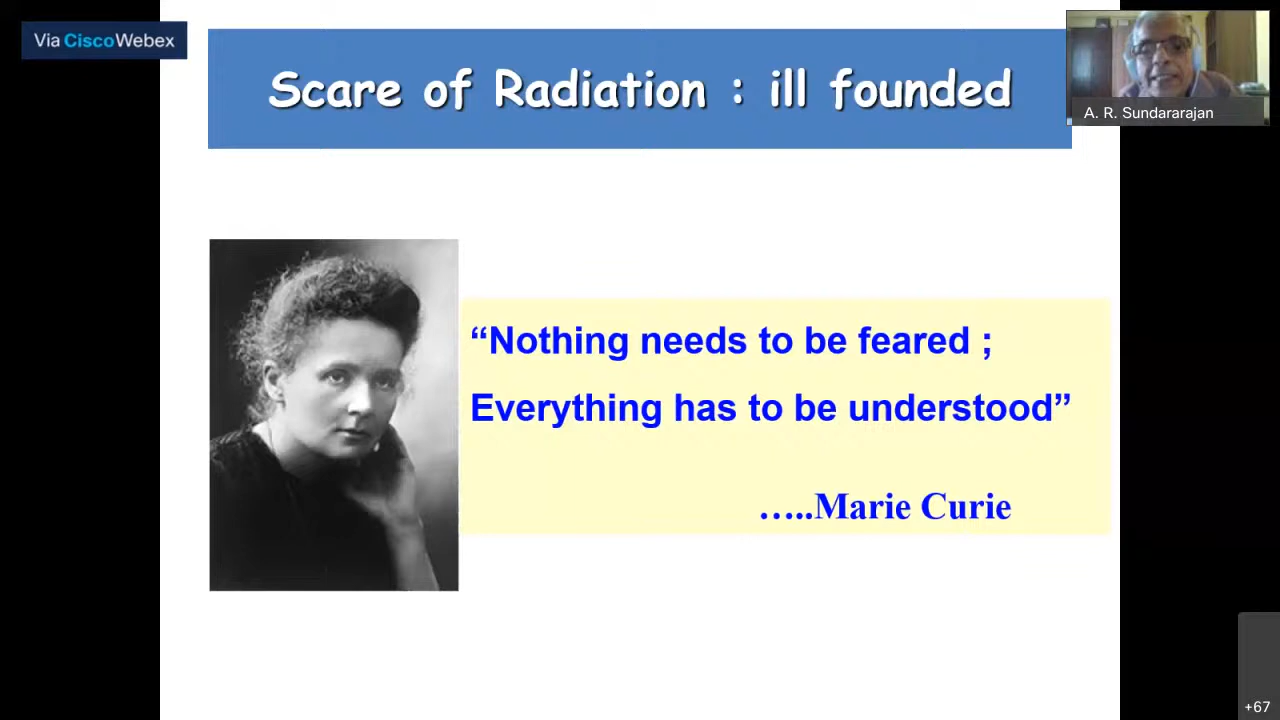 Via CiscoWebex
Scare of Radiation : ill founded
A. R. Sundararajan
“Nothing needs to be feared ;
Everything has to be understood”
…..Marie Curie
+67